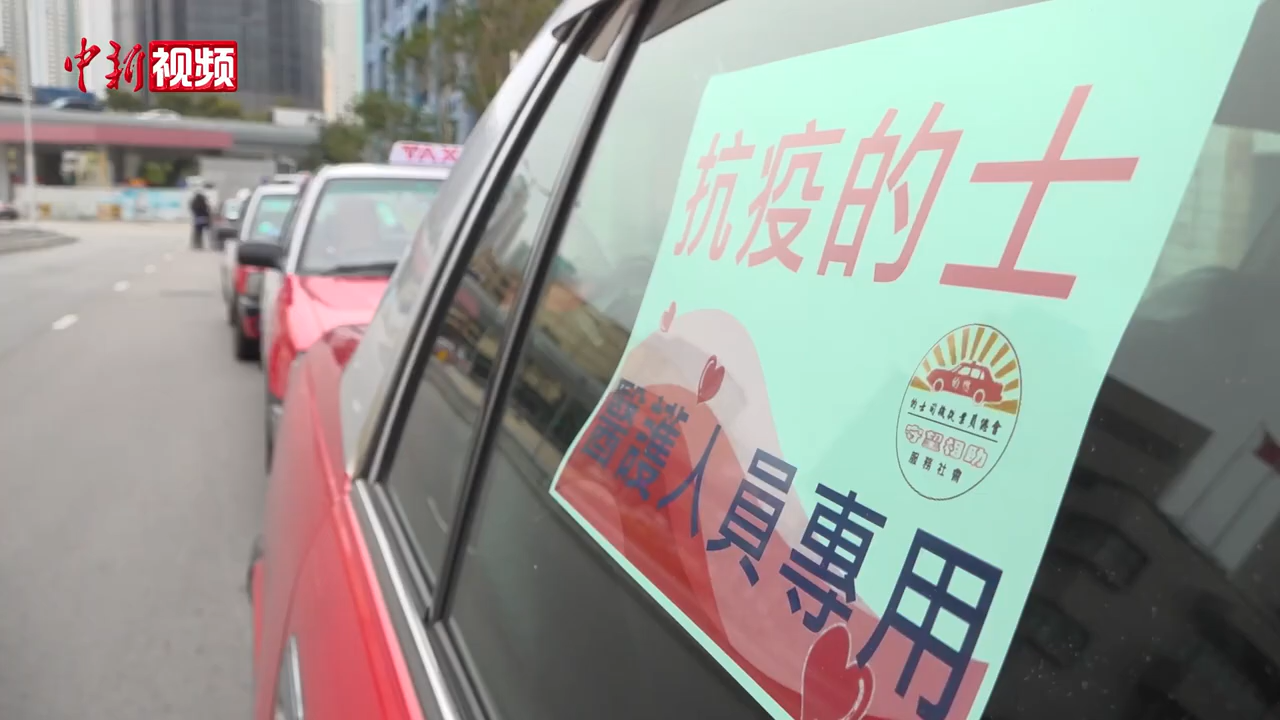 中新视频
TAXI
抗疫的士
的士司機從業員總會
守望相助
服務社會
醫護人員專用